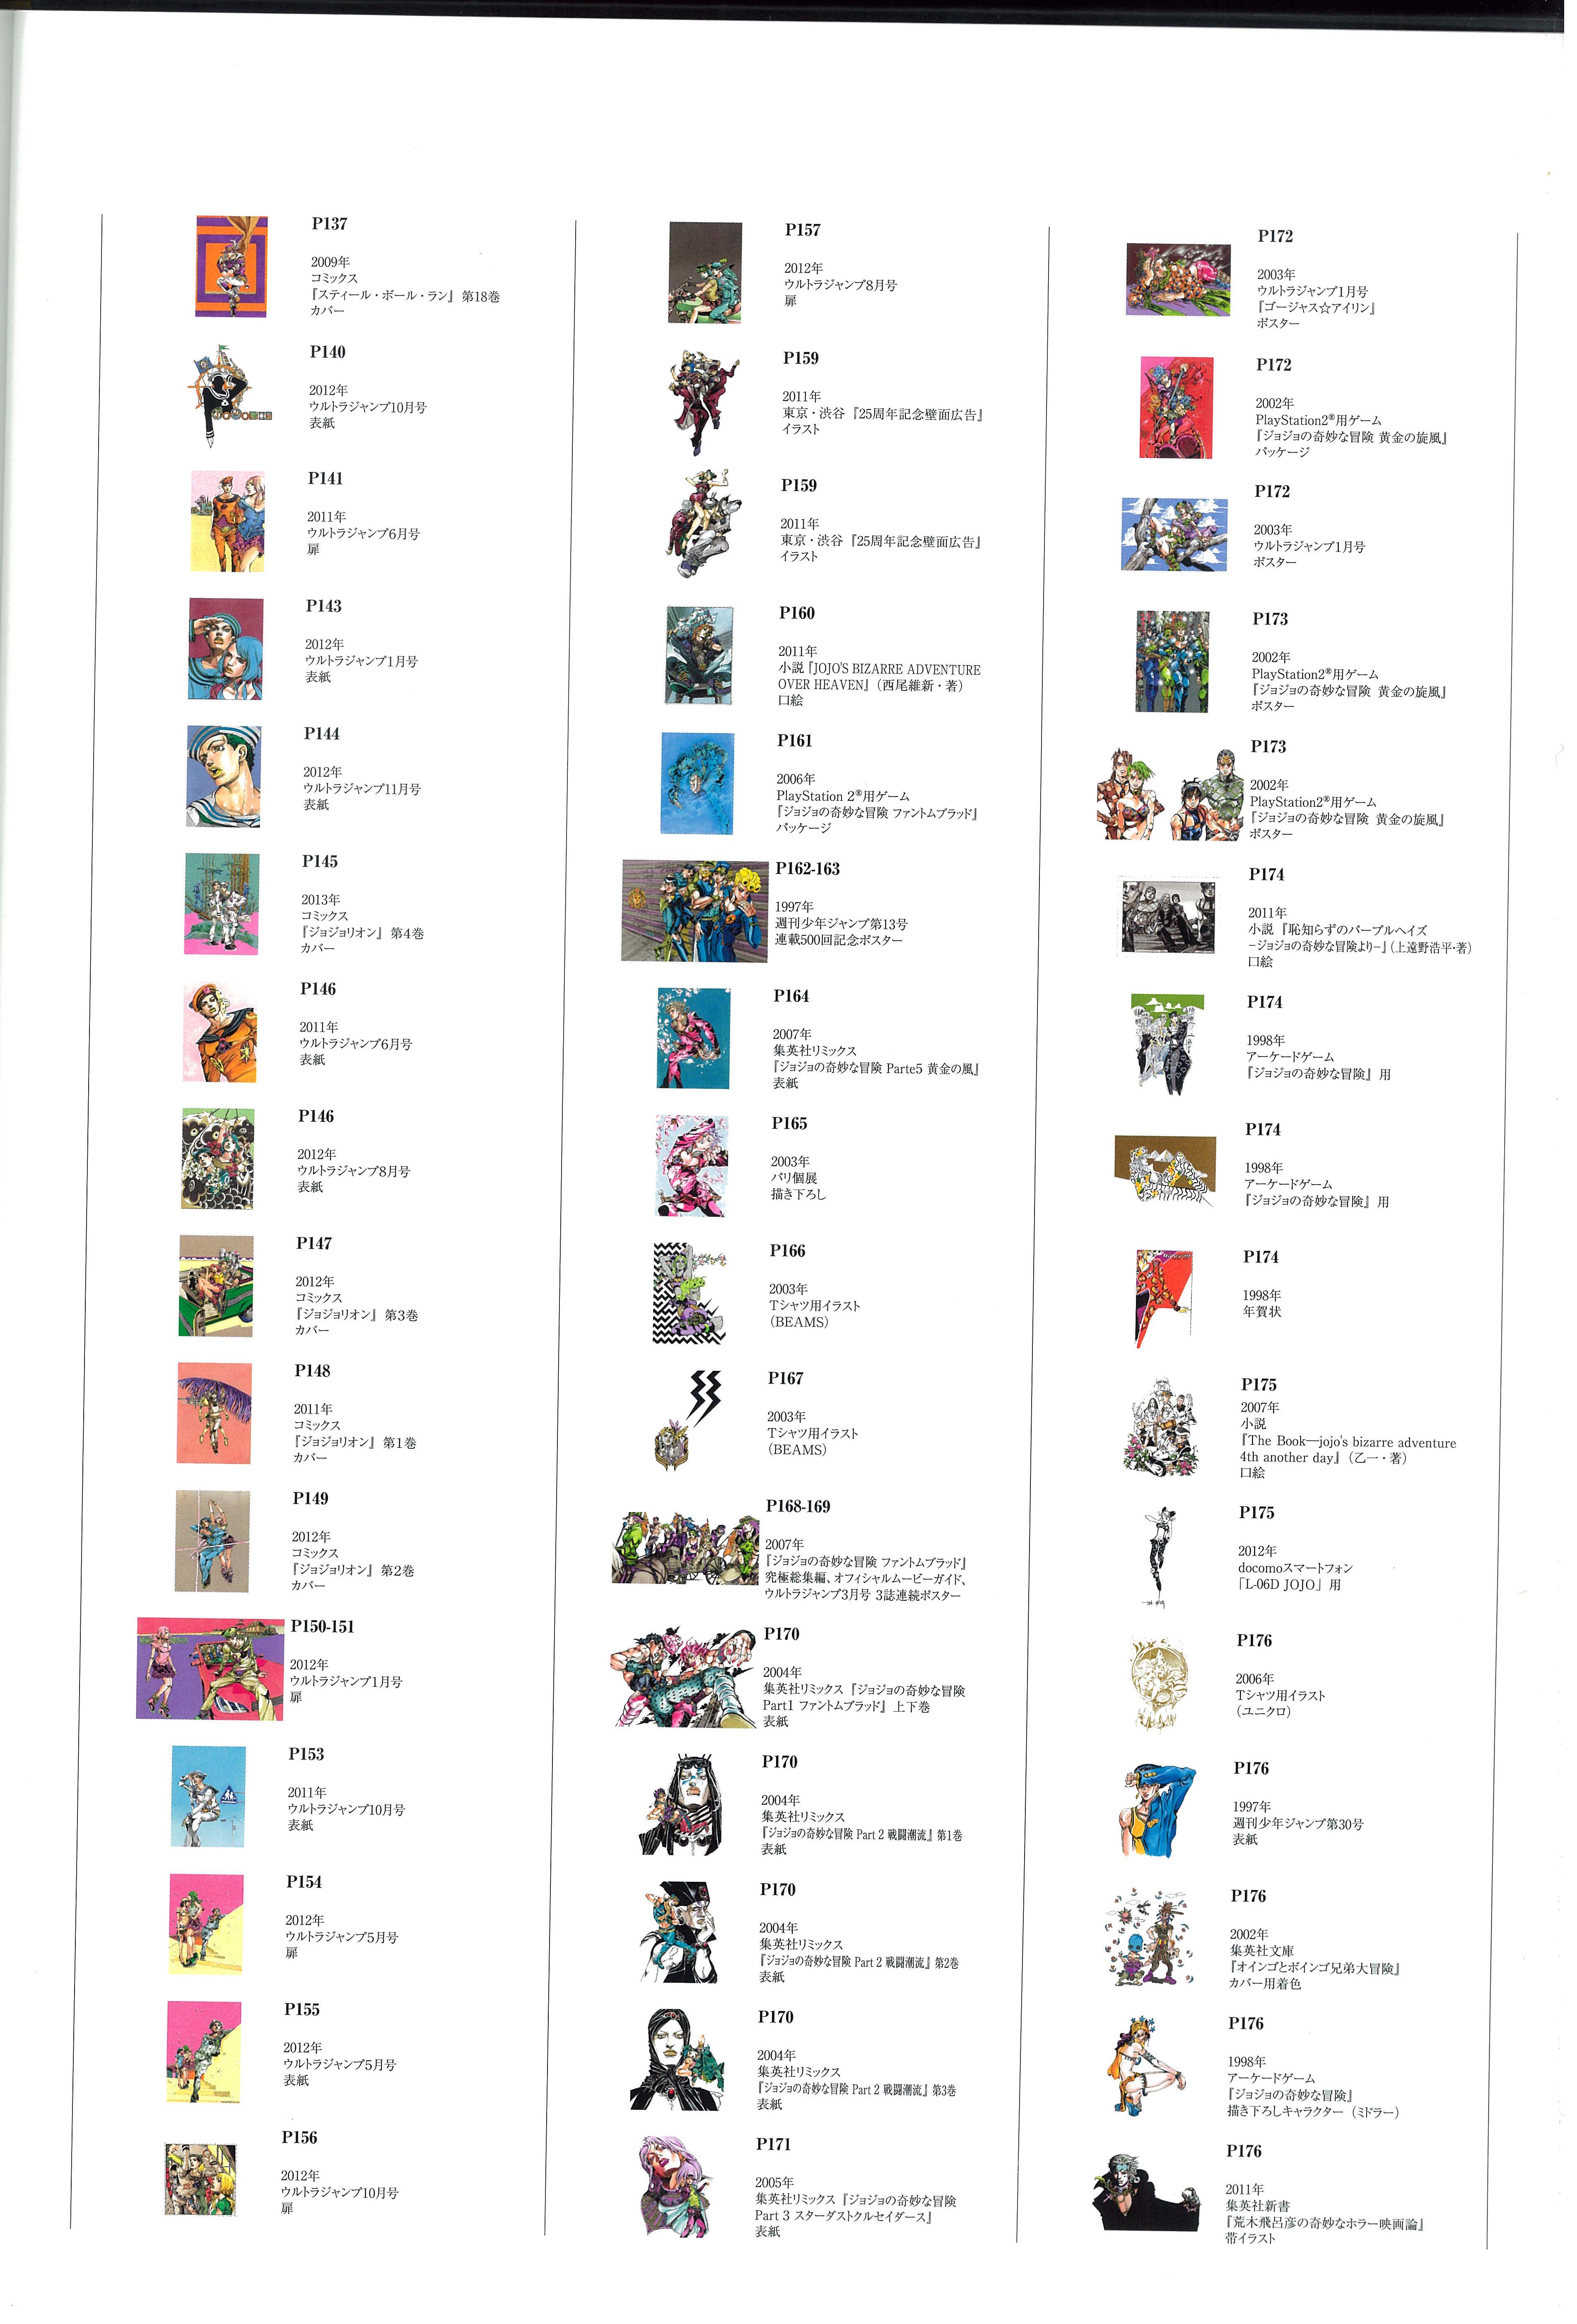 P137
2009年
コミックス
『スティール・ボール・ラン』第18巻
カバー
P140
2012年
ウルトラジャンプ10月号
表紙
P141
2011年
ウルトラジャンプ6月号
扉
P143
2012年
ウルトラジャンプ1月号
表紙
P144
2012年
ウルトラジャンプ11月号
表紙
P145
2013年
コミックス
『ジョジョリオン』第4巻
カバー
P146
2011年
ウルトラジャンプ6月号
表紙
P146
2012年
ウルトラジャンプ8月号
表紙
P147
2012年
コミックス
『ジョジョリオン』第3巻
カバー
P148
2011年
コミックス
『ジョジョリオン』第1巻
カバー
P149
2012年
コミックス
『ジョジョリオン』第2巻
カバー
P150-151
2012年
ウルトラジャンプ1月号
扉
P153
2011年
ウルトラジャンプ10月号
表紙
P154
2012年
ウルトラジャンプ5月号
扉
P155
2012年
ウルトラジャンプ5月号
表紙
P156
2012年
ウルトラジャンプ10月号
扉
P157
2012年
ウルトラジャンプ8月号
扉
P159
2011年
東京・渋谷『25周年記念壁面広告』
イラスト
P159
2011年
東京・渋谷『25周年記念壁面広告』
イラスト
P160
2011年
小説『JOJO'S BIZARRE ADVENTURE
OVER HEAVEN』（西尾維新・著）
口絵
P161
2006年
PlayStation 2®用ゲーム
『ジョジョの奇妙な冒険 ファントムブラッド』
パッケージ
P162-163
1997年
週刊少年ジャンプ第13号
連載500回記念ポスター
P164
2007年
集英社リミックス
『ジョジョの奇妙な冒険 Parte5 黄金の風』
表紙
P165
2003年
パリ個展
描き下ろし
P166
2003年
Tシャツ用イラスト
（BEAMS）
P167
2003年
Tシャツ用イラスト
（BEAMS）
P168-169
2007年
『ジョジョの奇妙な冒険 ファントムブラッド』
究極総集編、オフィシャルムービーガイド、
ウルトラジャンプ3月号 3誌連続ポスター
P170
2004年
集英社リミックス『ジョジョの奇妙な冒険
Part1 ファントムブラッド』上下巻
表紙
P170
2004年
集英社リミックス
『ジョジョの奇妙な冒険 Part 2 戦闘潮流』第1巻
表紙
P170
2004年
集英社リミックス
『ジョジョの奇妙な冒険 Part 2 戦闘潮流』第2巻
表紙
P170
2004年
集英社リミックス
『ジョジョの奇妙な冒険 Part 2 戦闘潮流』第3巻
表紙
P171
2005年
集英社リミックス『ジョジョの奇妙な冒険
Part 3 スターダストクルセイダース』
表紙
P172
2003年
ウルトラジャンプ1月号
『ゴージャス☆アイリン』
ポスター
P172
2002年
PlayStation2®用ゲーム
『ジョジョの奇妙な冒険 黄金の旋風』
パッケージ
P172
2003年
ウルトラジャンプ1月号
ポスター
P173
2002年
PlayStation2®用ゲーム
『ジョジョの奇妙な冒険 黄金の旋風』
ポスター
P173
2002年
PlayStation2®用ゲーム
『ジョジョの奇妙な冒険 黄金の旋風』
ポスター
P174
2011年
小説『恥知らずのパープルヘイズ
−ジョジョの奇妙な冒険より−』（上遠野浩平・著）
口絵
P174
1998年
アーケードゲーム
『ジョジョの奇妙な冒険』用
P174
1998年
アーケードゲーム
『ジョジョの奇妙な冒険』用
P174
1998年
年賀状
P175
2007年
小説
『The Book―jojo's bizarre adventure
4th another day』（乙一・著）
口絵
P175
2012年
docomoスマートフォン
「L-06D JOJO」用
P176
2006年
Tシャツ用イラスト
（ユニクロ）
P176
1997年
週刊少年ジャンプ第30号
表紙
P176
2002年
集英社文庫
『オインゴとボインゴ兄弟大冒険』
カバー用着色
P176
1998年
アーケードゲーム
『ジョジョの奇妙な冒険』
描き下ろしキャラクター（ミドラー）
P176
2011年
集英社新書
『荒木飛呂彦の奇妙なホラー映画論』
帯イラスト